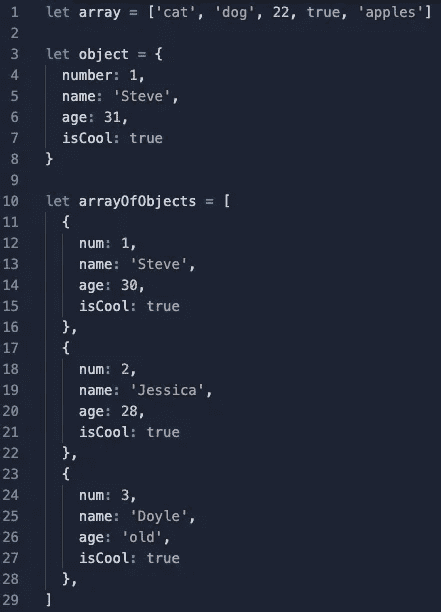 1 let array = ['cat', 'dog', 22, true, 'apples']
2
3 let object = {
4   number: 1,
5   name: 'Steve',
6   age: 31,
7   isCool: true
8 }
9
10 let arrayOfObjects = [
11   {
12     num: 1,
13     name: 'Steve',
14     age: 30,
15     isCool: true
16   },
17   {
18     num: 2,
19     name: 'Jessica',
20     age: 28,
21     isCool: true
22   },
23   {
24     num: 3,
25     name: 'Doyle',
26     age: 'old',
27     isCool: true
28   },
29 ]